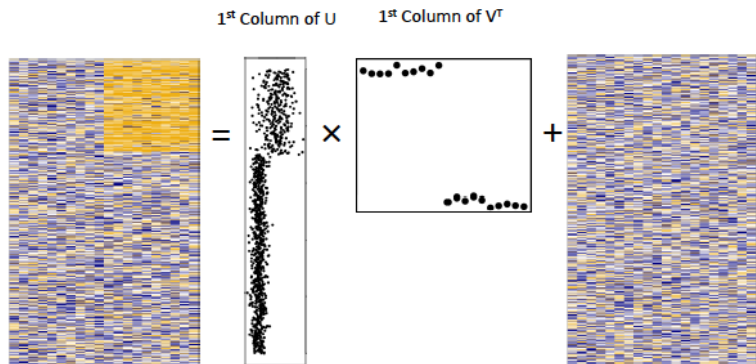 1st Column of U 1st Column of VT
= × +